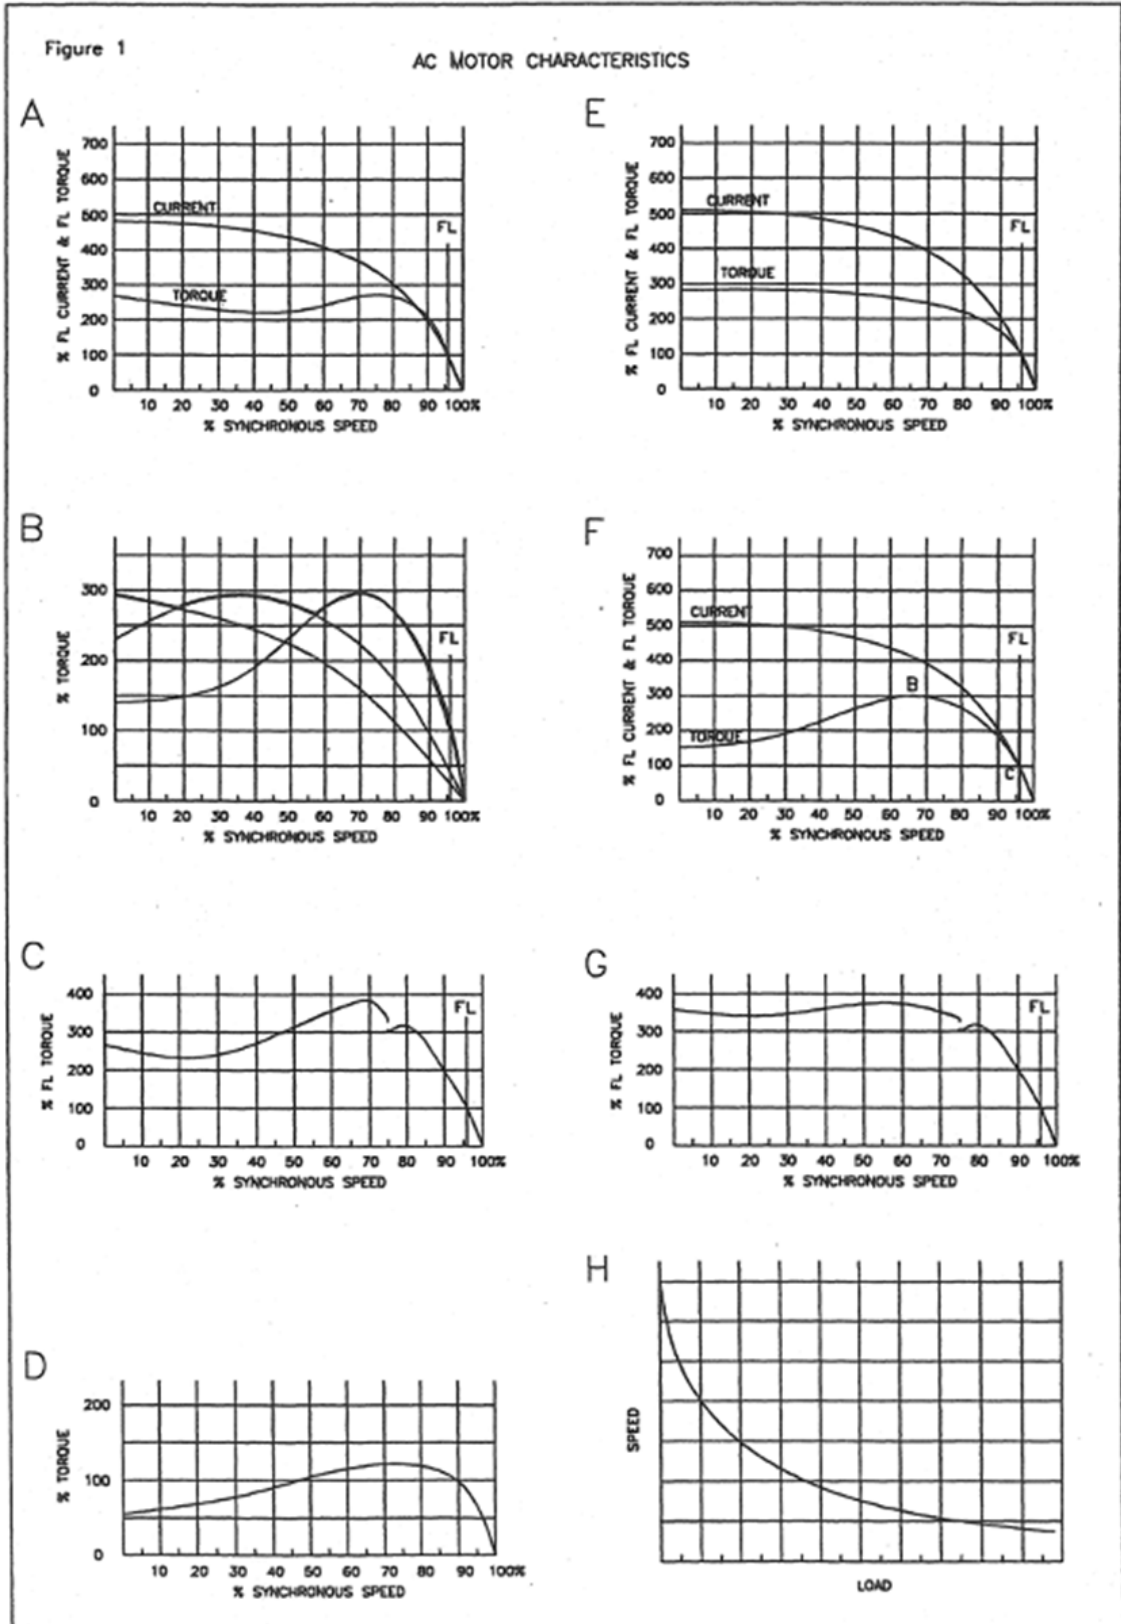 Figure 1
AC MOTOR CHARACTERISTICS
A
% FL CURRENT & FL TORQUE
700
600
500
400
300
200
100
0
CURRENT
TORQUE
FL
10 20 30 40 50 60 70 80 90 100%
% SYNCHRONOUS SPEED
E
% FL CURRENT & FL TORQUE
700
600
500
400
300
200
100
0
CURRENT
TORQUE
FL
10 20 30 40 50 60 70 80 90 100%
% SYNCHRONOUS SPEED
B
% TORQUE
300
200
100
0
FL
10 20 30 40 50 60 70 80 90 100%
% SYNCHRONOUS SPEED
F
% FL CURRENT & FL TORQUE
700
600
500
400
300
200
100
0
CURRENT
TORQUE
B
C
FL
10 20 30 40 50 60 70 80 90 100%
% SYNCHRONOUS SPEED
C
% FL TORQUE
400
300
200
100
0
FL
10 20 30 40 50 60 70 80 90 100%
% SYNCHRONOUS SPEED
G
% FL TORQUE
400
300
200
100
0
FL
10 20 30 40 50 60 70 80 90 100%
% SYNCHRONOUS SPEED
D
% TORQUE
200
100
0
10 20 30 40 50 60 70 80 90 100%
% SYNCHRONOUS SPEED
H
SPEED
LOAD